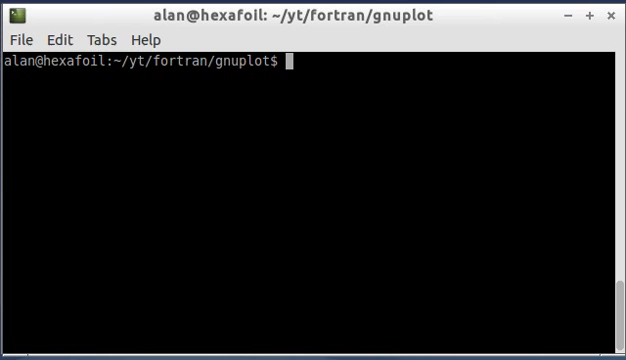 alan@hexafoil: ~/yt/fortran/gnuplot
File Edit Tabs Help
alan@hexafoil:~/yt/fortran/gnuplot$